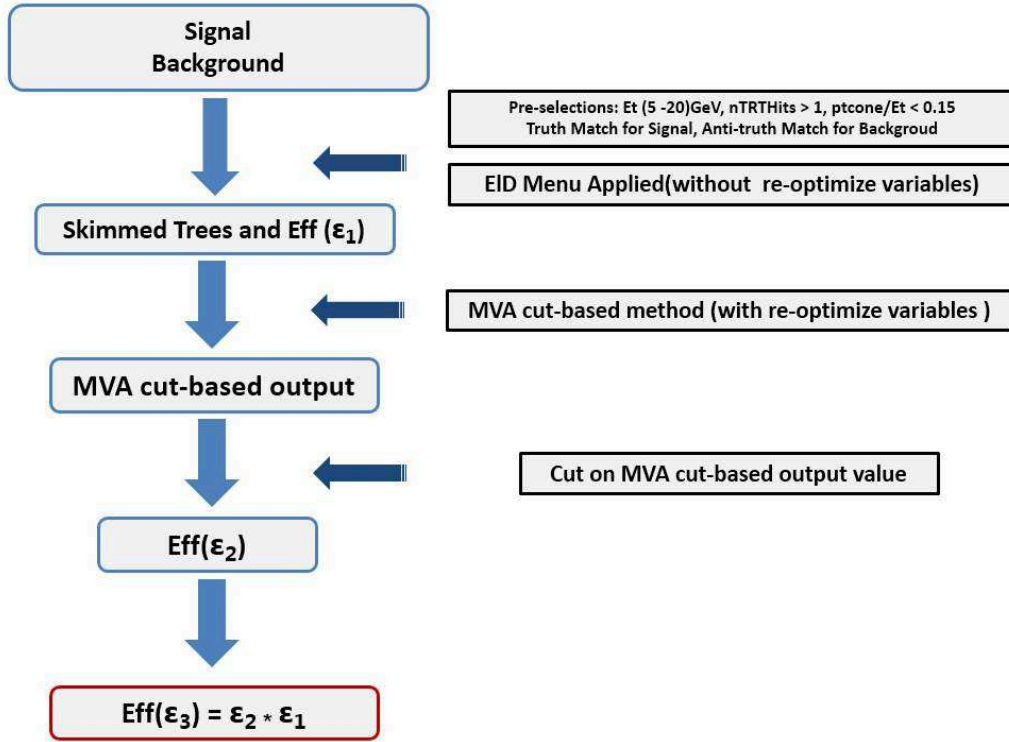 Signal
Background
Pre-selections: Et (5 -20)GeV, nTRTHits > 1, ptcone/Et < 0.15
Truth Match for Signal, Anti-truth Match for Backgroud
EID Menu Applied(without re-optimize variables)
Skimmed Trees and Eff (ε₁)
MVA cut-based method (with re-optimize variables )
MVA cut-based output
Cut on MVA cut-based output value
Eff(ε₂)
Eff(ε₃) = ε₂ * ε₁